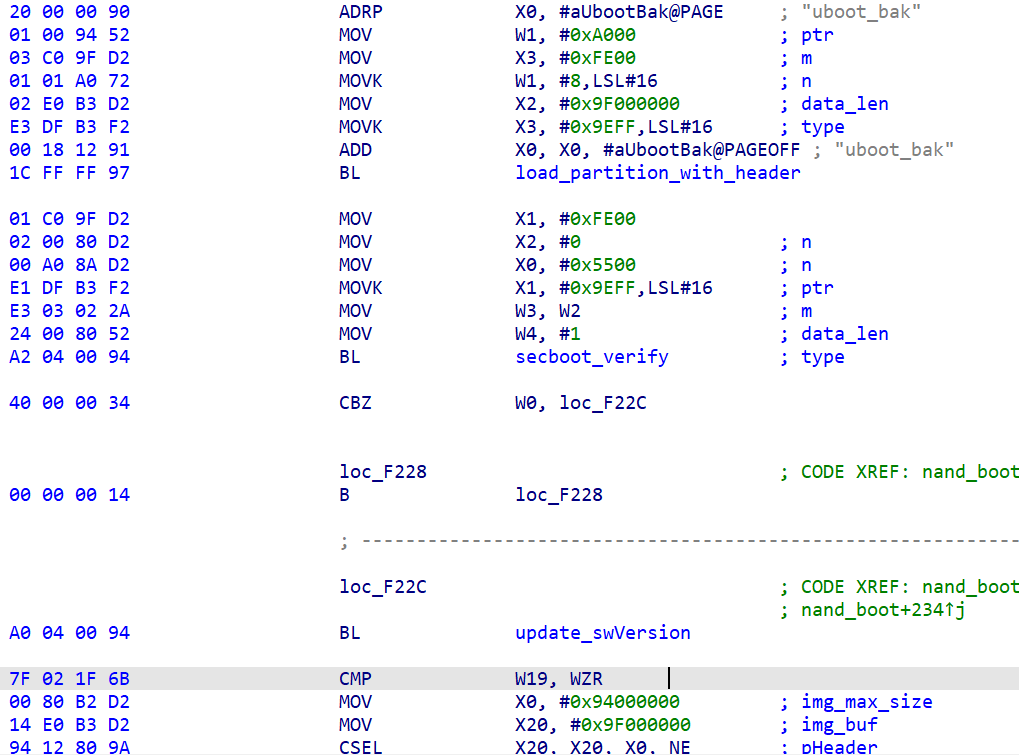 20 00 00 90 ADRP X0, #aUbootBak@PAGE ; "uboot_bak"
01 00 94 52 MOV W1, #0xA000 ; ptr
03 C0 9F D2 MOV X3, #0xFE00 ; m
01 01 A0 72 MOVK W1, #8,LSL#16 ; n
02 E0 B3 D2 MOV X2, #0x9F000000 ; data_len
E3 DF B3 F2 MOVK X3, #0x9EFF,LSL#16 ; type
00 18 12 91 ADD X0, X0, #aUbootBak@PAGEOFF ; "uboot_bak"
1C FF FF 97 BL load_partition_with_header
01 C0 9F D2 MOV X1, #0xFE00
02 00 80 D2 MOV X2, #0 ; n
00 A0 8A D2 MOV X0, #0x5500 ; n
E1 DF B3 F2 MOVK X1, #0x9EFF,LSL#16 ; ptr
E3 03 02 2A MOV W3, W2 ; m
24 00 80 52 MOV W4, #1 ; data_len
A2 04 00 94 BL secboot_verify ; type
40 00 00 34 CBZ W0, loc_F22C
loc_F228 ; CODE XREF: nand_boot
00 00 00 14 B loc_F228
; ------------------------------------------------------------
loc_F22C ; CODE XREF: nand_boot
; nand_boot+234↑j
A0 04 00 94 BL update_swVersion
7F 02 1F 6B CMP W19, WZR
00 80 B2 D2 MOV X0, #0x94000000 ; img_max_size
14 E0 B3 D2 MOV X20, #0x9F000000 ; img_buf
94 12 80 9A CSEL X20, X20, X0, NE ; pHeader